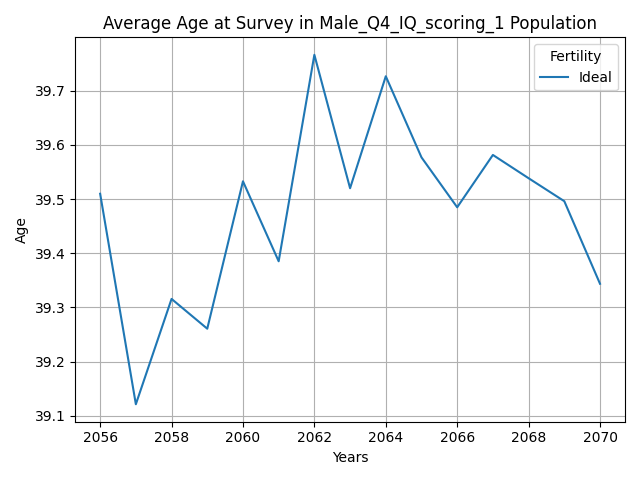 Average Age at Survey in Male_Q4_IQ_scoring_1 Population
Fertility
Ideal
39.7
39.6
39.5
39.4
39.3
39.2
39.1
Age
2056 2058 2060 2062 2064 2066 2068 2070
Years